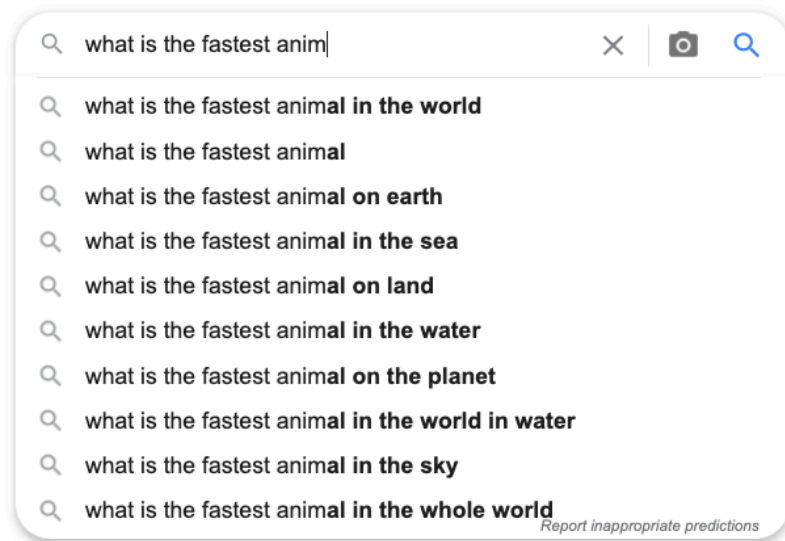 what is the fastest anim
what is the fastest animal in the world
what is the fastest animal
what is the fastest animal on earth
what is the fastest animal in the sea
what is the fastest animal on land
what is the fastest animal in the water
what is the fastest animal on the planet
what is the fastest animal in the world in water
what is the fastest animal in the sky
what is the fastest animal in the whole world
Report inappropriate predictions